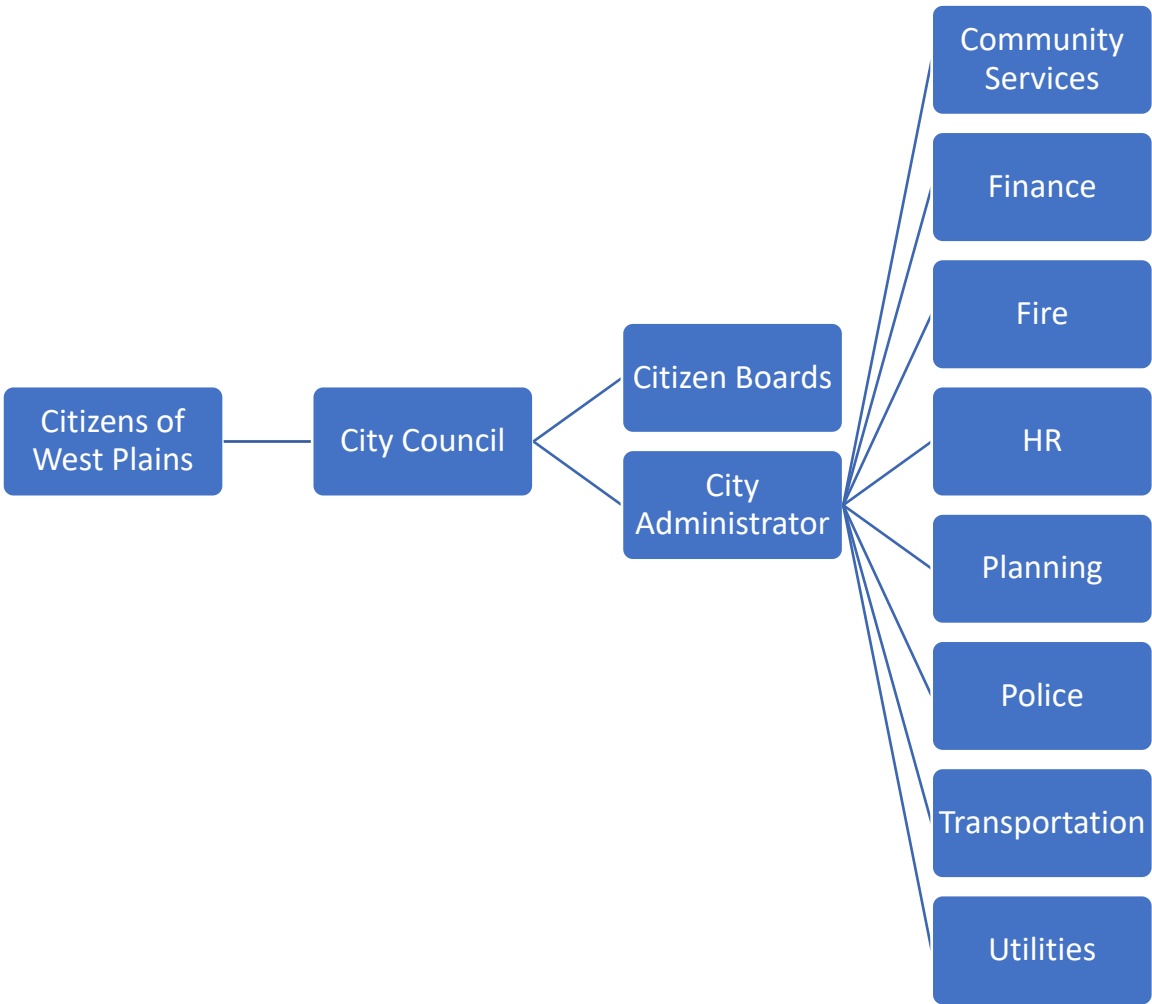 Citizens of
West Plains
City Council
Citizen Boards
City
Administrator
Community
Services
Finance
Fire
HR
Planning
Police
Transportation
Utilities